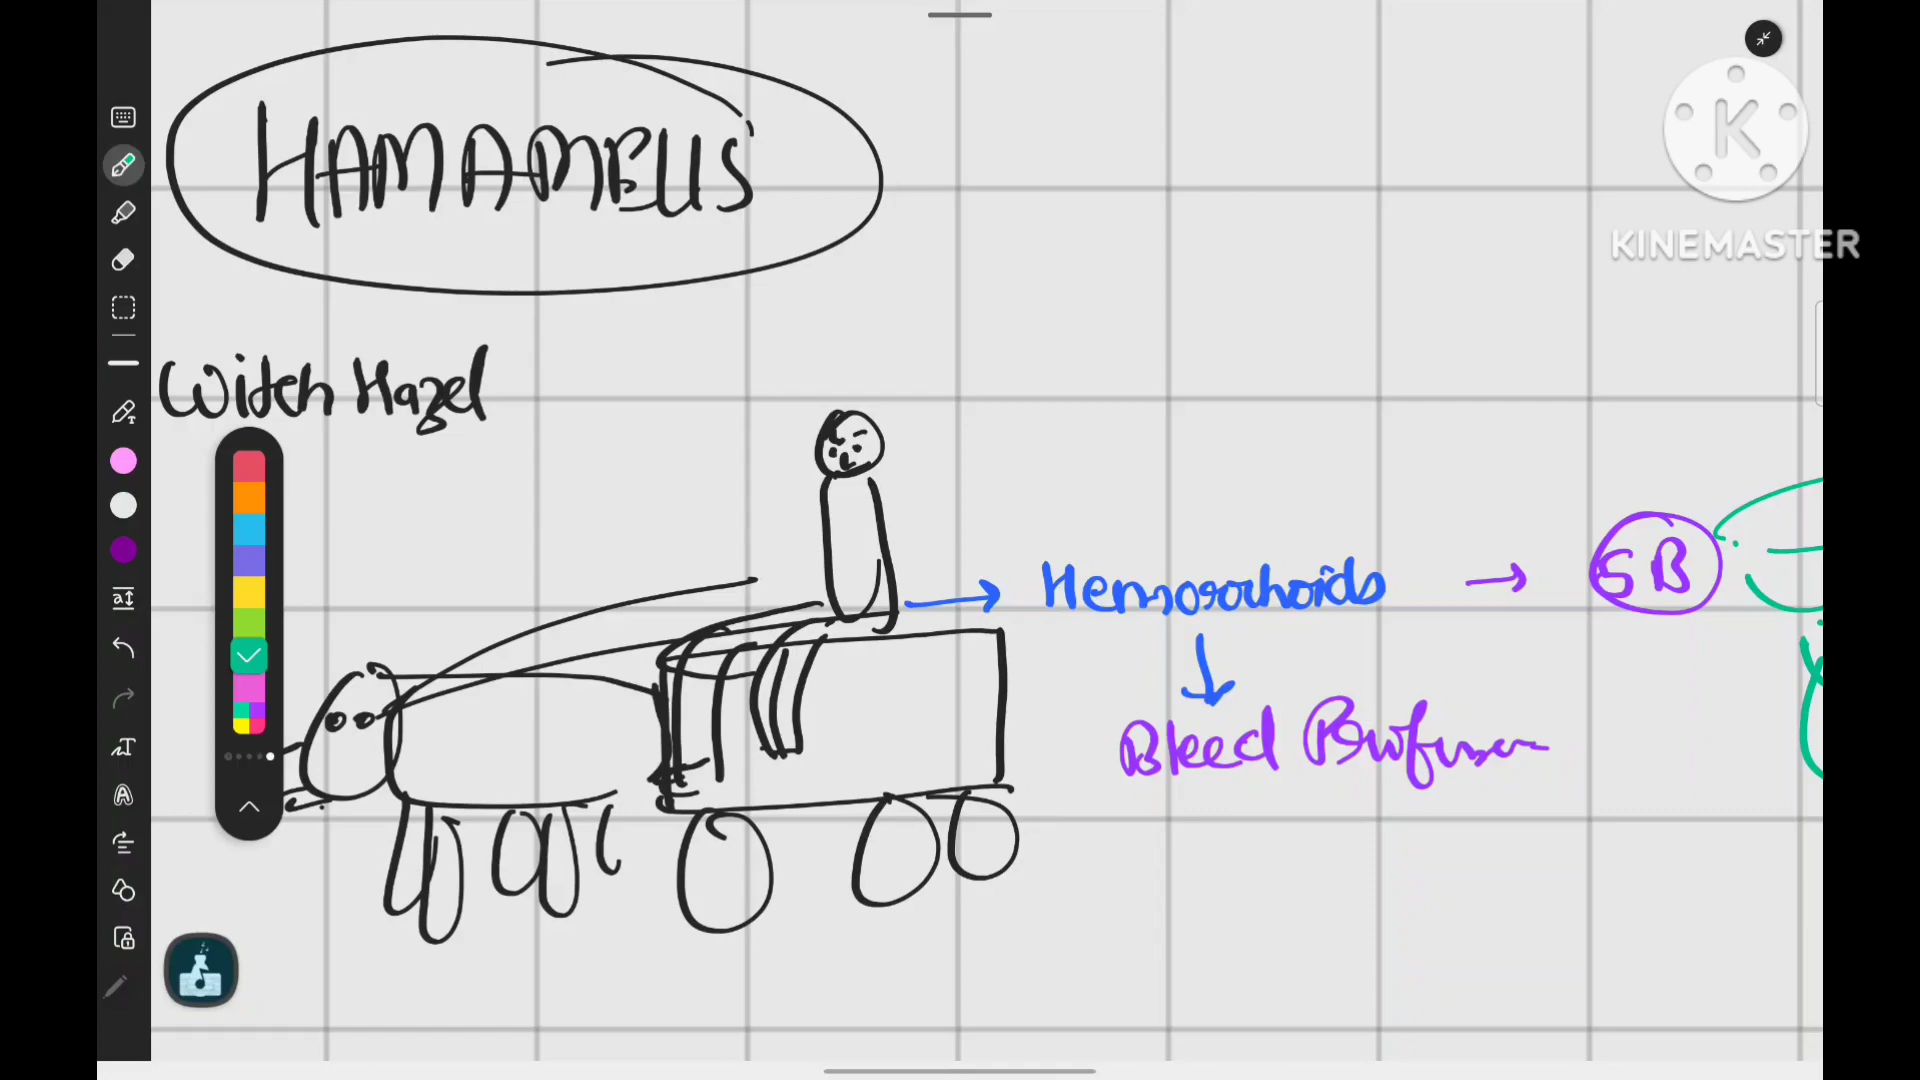 HAMAMELIS
KINEMASTER
Witch Hazel
Hemorrhoids → SB
Bleed Profuse